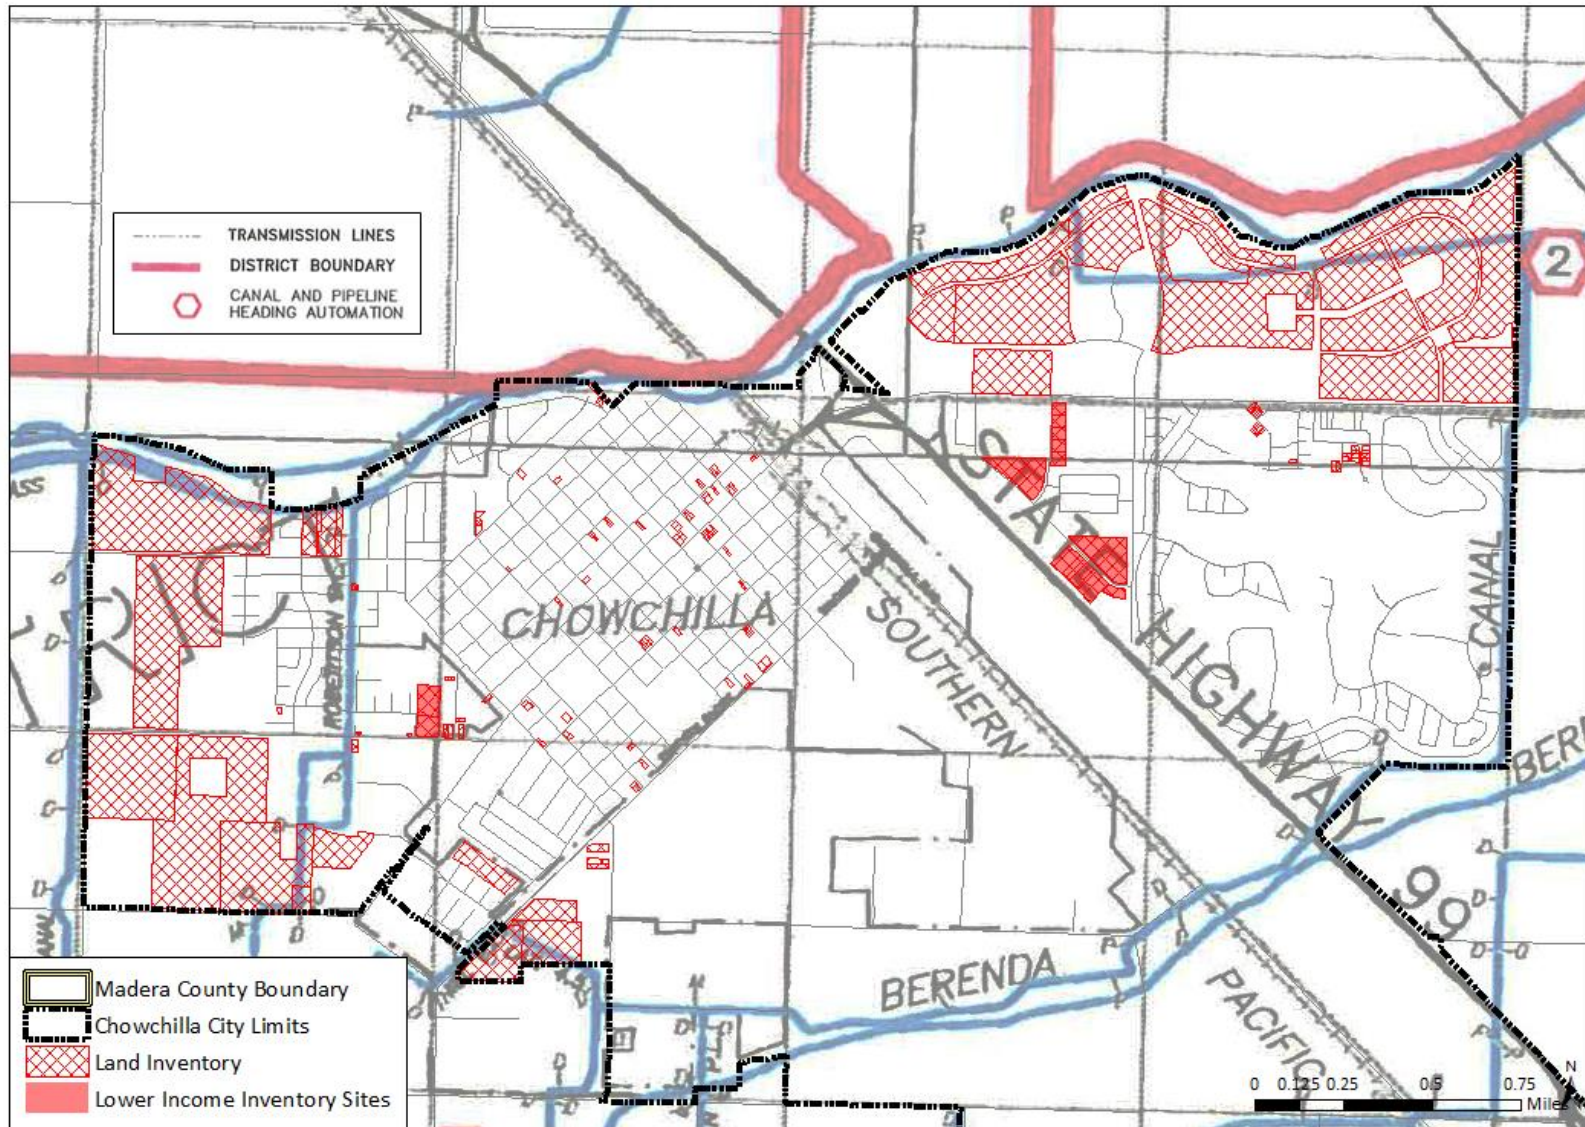 TRANSMISSION LINES
DISTRICT BOUNDARY
CANAL AND PIPELINE
HEADING AUTOMATION
2
STATE
HIGHWAY
99
CHOWCHILLA
SOUTHERN
PACIFIC
CANAL
BERENDA
Madera County Boundary
Chowchilla City Limits
Land Inventory
Lower Income Inventory Sites
N
0 0.125 0.25 0.5 0.75
Miles